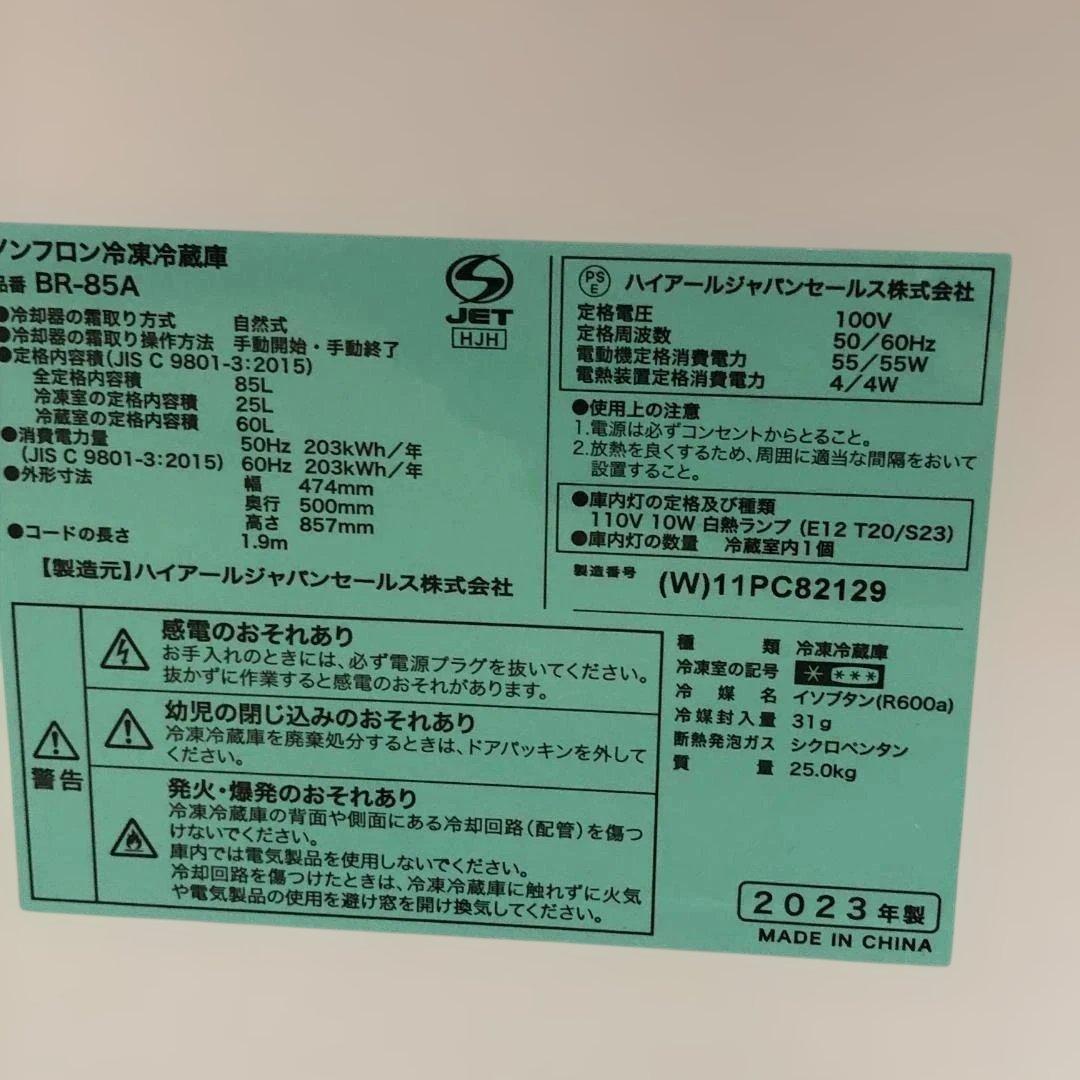 ノンフロン冷凍冷蔵庫
品番 BR-85A
●冷却器の霜取り方式 自然式
●冷却器の霜取り操作方法 手動開始・手動終了
●定格内容積(JIS C 9801-3:2015)
全定格内容積 85L
冷凍室の定格内容積 25L
冷蔵室の定格内容積 60L
●消費電力量 50Hz 203kWh/年
(JIS C 9801-3:2015) 60Hz 203kWh/年
●外形寸法 幅 474mm
奥行 500mm
高さ 857mm
●コードの長さ 1.9m
【製造元】ハイアールジャパンセールス株式会社
S
JET
HJH
PS
E
ハイアールジャパンセールス株式会社
定格電圧 100V
定格周波数 50/60Hz
電動機定格消費電力 55/55W
電熱装置定格消費電力 4/4W
●使用上の注意
1.電源は必ずコンセントからとること。
2.放熱を良くするため、周囲に適当な間隔をおいて
設置すること。
●庫内灯の定格及び種類
110V 10W 白熱ランプ (E12 T20/S23)
●庫内灯の数量 冷蔵室内1個
製造番号 (W)11PC82129
警告
感電のおそれあり
お手入れのときには、必ず電源プラグを抜いてください。
抜かずに作業すると感電のおそれがあります。
幼児の閉じ込みのおそれあり
冷凍冷蔵庫を廃棄処分するときは、ドアパッキンを外して
ください。
発火・爆発のおそれあり
冷凍冷蔵庫の背面や側面にある冷却回路(配管)を傷つ
けないでください。
庫内では電気製品を使用しないでください。
冷却回路を傷つけたときは、冷凍冷蔵庫に触れずに火気
や電気製品の使用を避け窓を開け換気してください。
種類 冷凍冷蔵庫
冷凍室の記号 * ***
冷媒名 イソブタン(R600a)
冷媒封入量 31g
断熱発泡ガス シクロペンタン
質量 25.0kg
2023年製
MADE IN CHINA